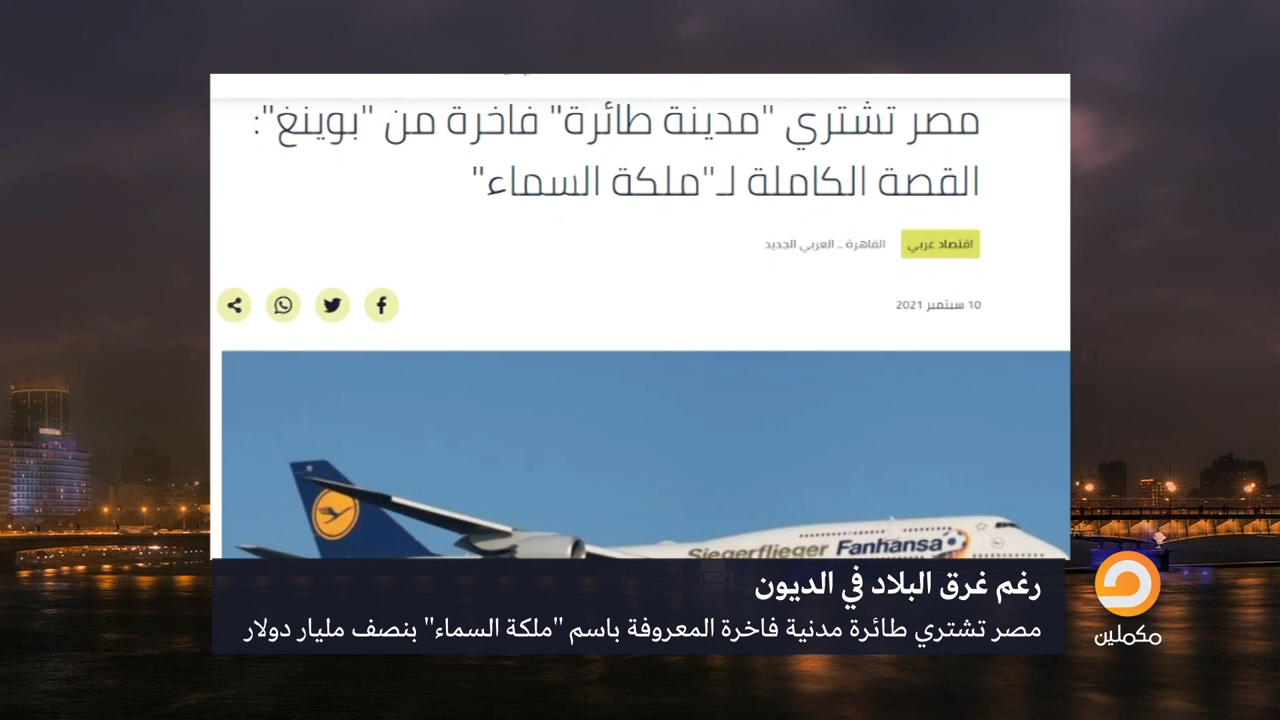 مصر تشتري "مدينة طائرة" فاخرة من "بوينغ":
القصة الكاملة لـ"ملكة السماء"
اقتصاد عربي
القاهرة ــ العربي الجديد
10 سبتمبر 2021
Siegerflieger Fanhansa
رغم غرق البلاد في الديون
مصر تشتري طائرة مدنية فاخرة المعروفة باسم "ملكة السماء" بنصف مليار دولار
مكملين